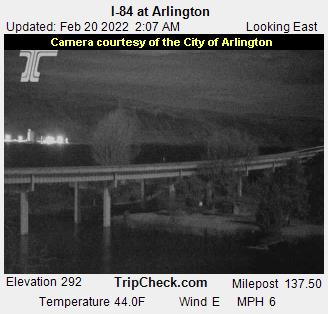 I-84 at Arlington
Updated: Feb 20 2022 2:07 AM Looking East
Camera courtesy of the City of Arlington
Elevation 292 TripCheck.com Milepost 137.50
Temperature 44.0F Wind E MPH 6